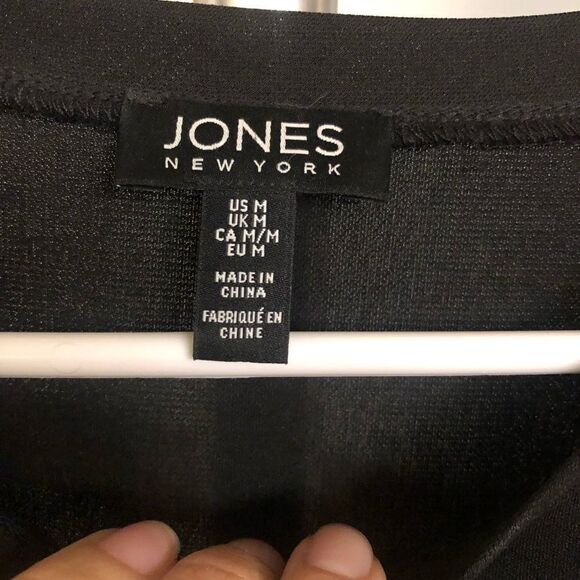 JONES
NEW YORK
US M
UK M
CA M/M
EU M
MADE IN
CHINA
FABRIQUÉ EN
CHINE